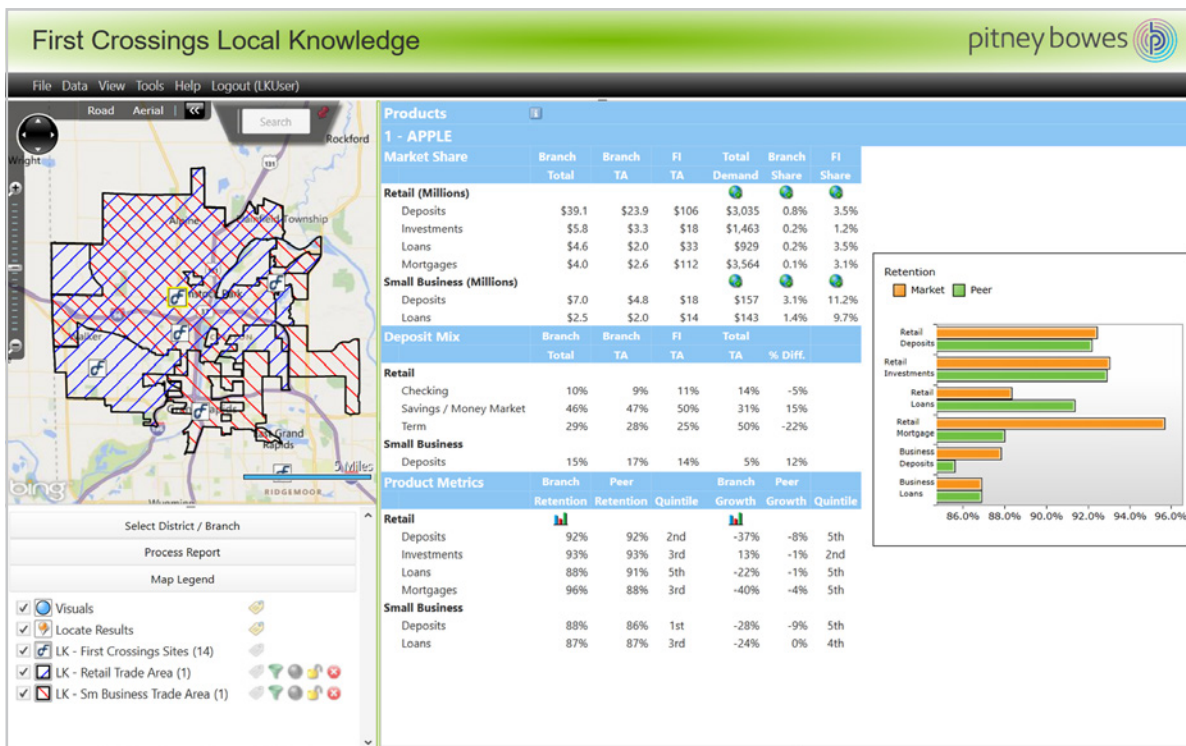 First Crossings Local Knowledge
pitney bowes
File Data View Tools Help Logout (LKUser)
Road Aerial
Search
Rockford
Wright
131
Alpine
Township
Walker
Grand Rapids
East Grand
Rapids
5 Miles
bing
RIDGEMOOR
Wyoming
Select District / Branch
Process Report
Map Legend
Visuals
Locate Results
LK - First Crossings Sites (14)
LK - Retail Trade Area (1)
LK - Sm Business Trade Area (1)
Products
1 - APPLE
Market Share Branch Branch FI Total Branch FI
Total TA TA Demand Share Share
Retail (Millions)
Deposits $39.1 $23.9 $106 $3,035 0.8% 3.5%
Investments $5.8 $3.3 $18 $1,463 0.2% 1.2%
Loans $4.6 $2.0 $33 $929 0.2% 3.5%
Mortgages $4.0 $2.6 $112 $3,564 0.1% 3.1%
Small Business (Millions)
Deposits $7.0 $4.8 $18 $157 3.1% 11.2%
Loans $2.5 $2.0 $14 $143 1.4% 9.7%
Deposit Mix Branch Branch FI Total
Total TA TA TA % Diff.
Retail
Checking 10% 9% 11% 14% -5%
Savings / Money Market 46% 47% 50% 31% 15%
Term 29% 28% 25% 50% -22%
Small Business
Deposits 15% 17% 14% 5% 12%
Product Metrics Branch Peer Branch Peer
Retention Retention Quintile Growth Growth Quintile
Retail
Deposits 92% 92% 2nd -37% -8% 5th
Investments 93% 93% 3rd 13% -1% 2nd
Loans 88% 91% 5th -22% -1% 5th
Mortgages 96% 88% 3rd -40% -4% 5th
Small Business
Deposits 88% 86% 1st -28% -9% 5th
Loans 87% 87% 3rd -24% 0% 4th
Retention
Market Peer
Retail
Deposits
Retail
Investments
Retail
Loans
Retail
Mortgage
Business
Deposits
Business
Loans
86.0% 88.0% 90.0% 92.0% 94.0% 96.0%